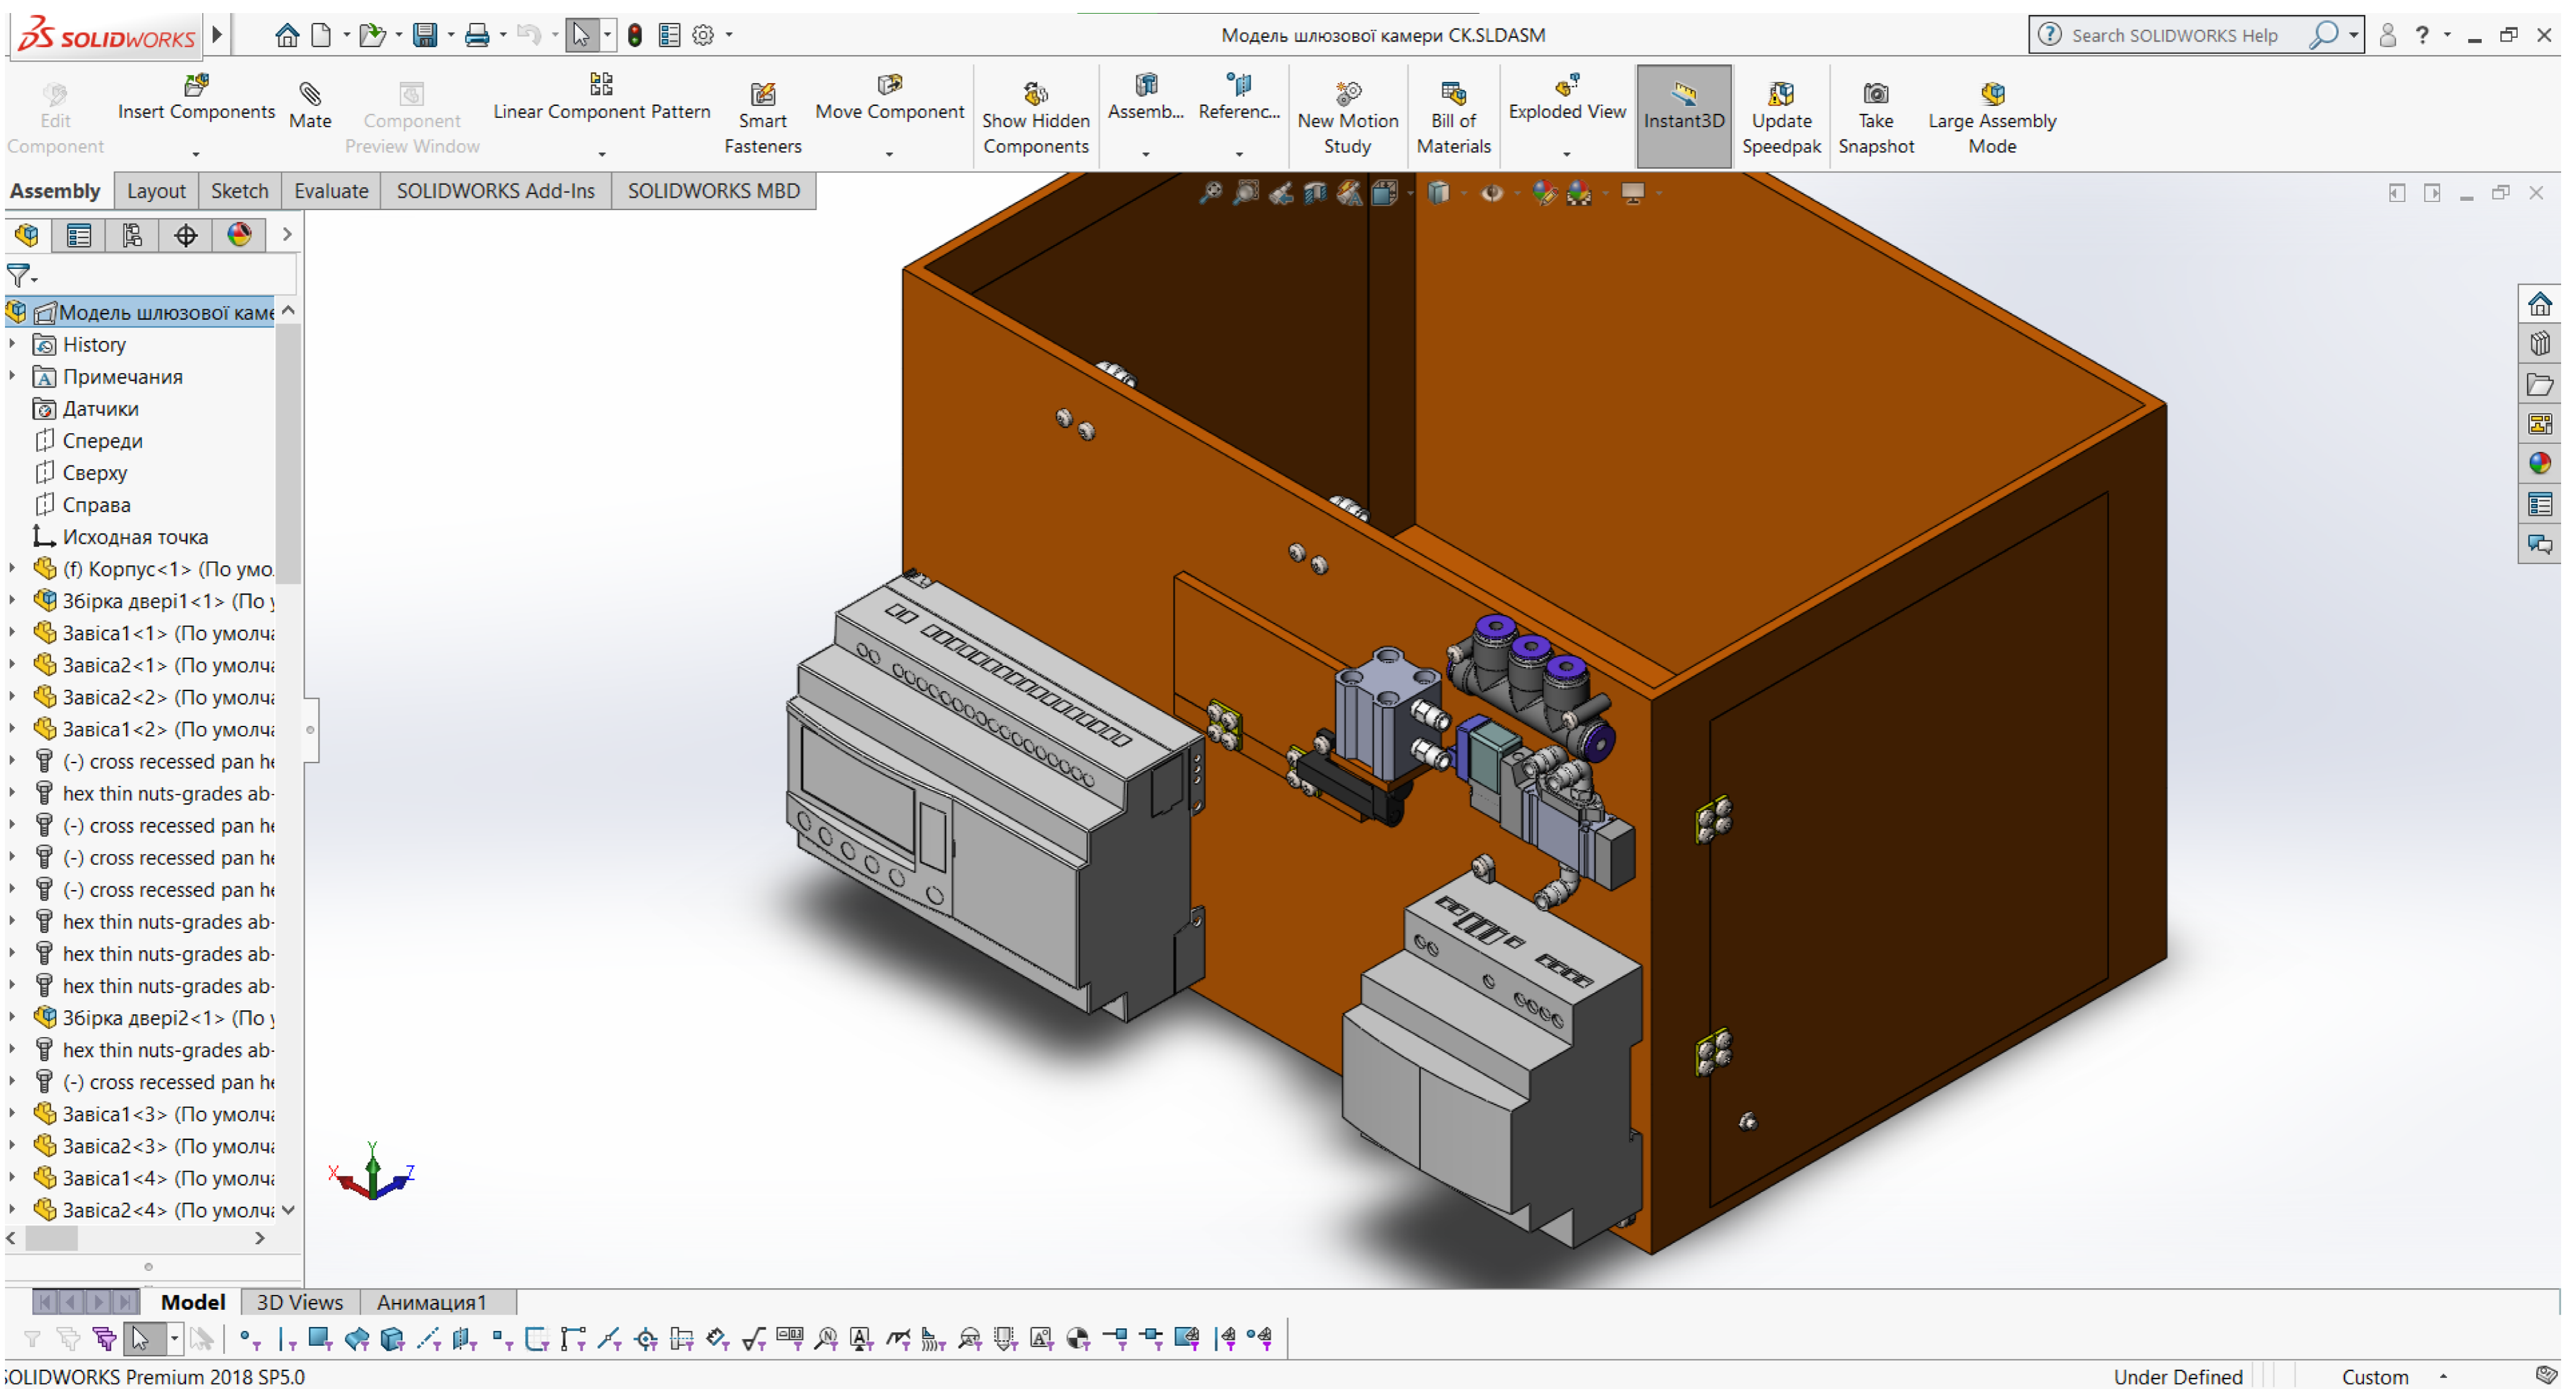 SOLIDWORKS
Модель шлюзової камери СК.SLDASM
Search SOLIDWORKS Help
Edit Component
Insert Components
Mate
Component Preview Window
Linear Component Pattern
Smart Fasteners
Move Component
Show Hidden Components
Assemb...
Referenc...
New Motion Study
Bill of Materials
Exploded View
Instant3D
Update Speedpak
Take Snapshot
Large Assembly Mode
Assembly
Layout
Sketch
Evaluate
SOLIDWORKS Add-Ins
SOLIDWORKS MBD
Модель шлюзової каме
History
Примечания
Датчики
Спереди
Сверху
Справа
Исходная точка
(f) Корпус<1> (По умо.
Збірка двері1<1> (По у
Завіса1<1> (По умолча
Завіса2<1> (По умолча
Завіса2<2> (По умолча
Завіса1<2> (По умолча
(-) cross recessed pan he
hex thin nuts-grades ab-
(-) cross recessed pan he
(-) cross recessed pan he
(-) cross recessed pan he
hex thin nuts-grades ab-
hex thin nuts-grades ab-
hex thin nuts-grades ab-
Збірка двері2<1> (По у
hex thin nuts-grades ab-
(-) cross recessed pan he
Завіса1<3> (По умолча
Завіса2<3> (По умолча
Завіса1<4> (По умолча
Завіса2<4> (По умолча
Y
X
Z
Model
3D Views
Анимация1
SOLIDWORKS Premium 2018 SP5.0
Under Defined
Custom